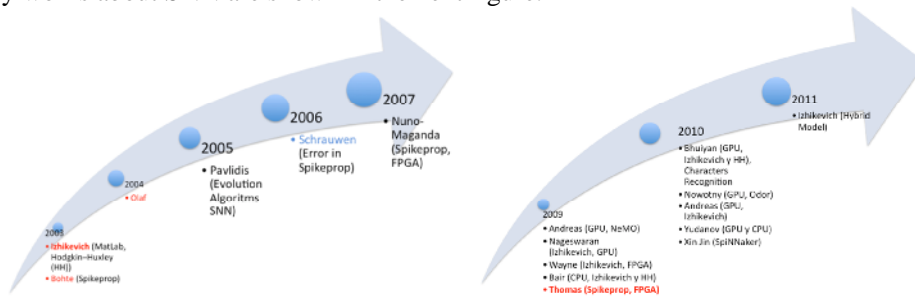 2003
• Izhikevich (MatLab,
Hodgkin–Huxley
(HH))
• Bohte (Spikeprop)
2004
• Olaf
2005
• Pavlidis
(Evolution
Algoritms
SNN)
2006
• Schrauwen
(Error in
Spikeprop)
2007
• Nuno-
Maganda
(Spikeprop,
FPGA)
2009
• Andreas (GPU, NeMO)
• Nageswaran
(Izhikevich, GPU)
• Wayne (Izhikevich, FPGA)
• Bair (CPU, Izhikevich y HH)
• Thomas (Spikeprop, FPGA)
2010
• Bhuiyan (GPU,
Izhikevich y HH),
Characters
Recognition
• Nowotny (GPU, Odor)
• Andreas (GPU,
Izhikevich)
• Yudanov (GPU y CPU)
• Xin Jin (SpiNNaker)
2011
• Izhikevich (Hybrid
Model)